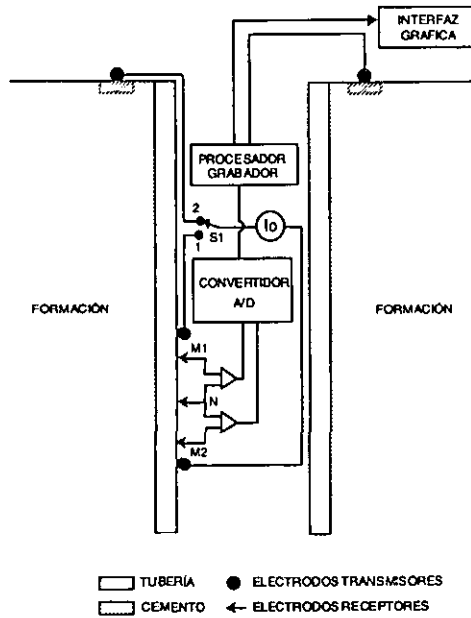 INTERFAZ
GRAFICA
PROCESADOR
GRABADOR
2
1
S1
Io
CONVERTIDOR
A/D
FORMACIÓN
FORMACIÓN
M1
N
M2
TUBERÍA
ELECTRODOS TRANSMISORES
CEMENTO
ELECTRODOS RECEPTORES